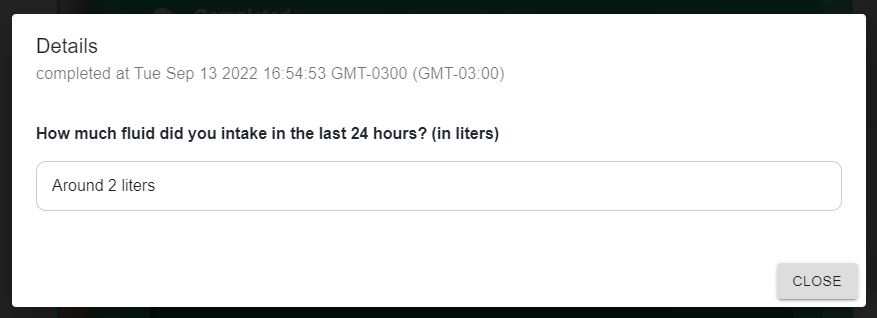 Details
completed at Tue Sep 13 2022 16:54:53 GMT-0300 (GMT-03:00)
How much fluid did you intake in the last 24 hours? (in liters)
Around 2 liters
CLOSE